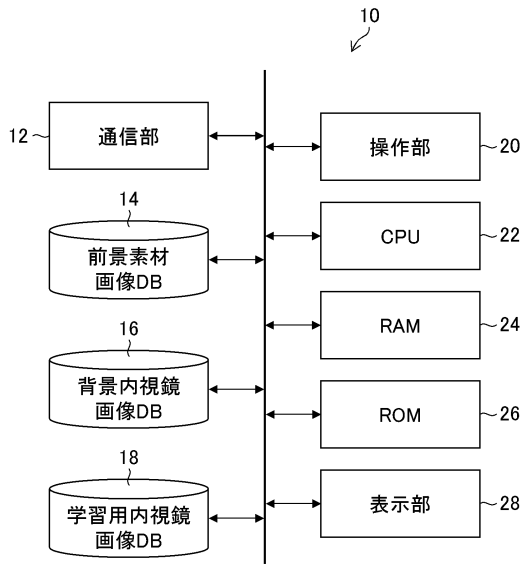 10
12
通信部
14
前景素材
画像DB
16
背景内視鏡
画像DB
18
学習用内視鏡
画像DB
操作部
20
CPU
22
RAM
24
ROM
26
表示部
28